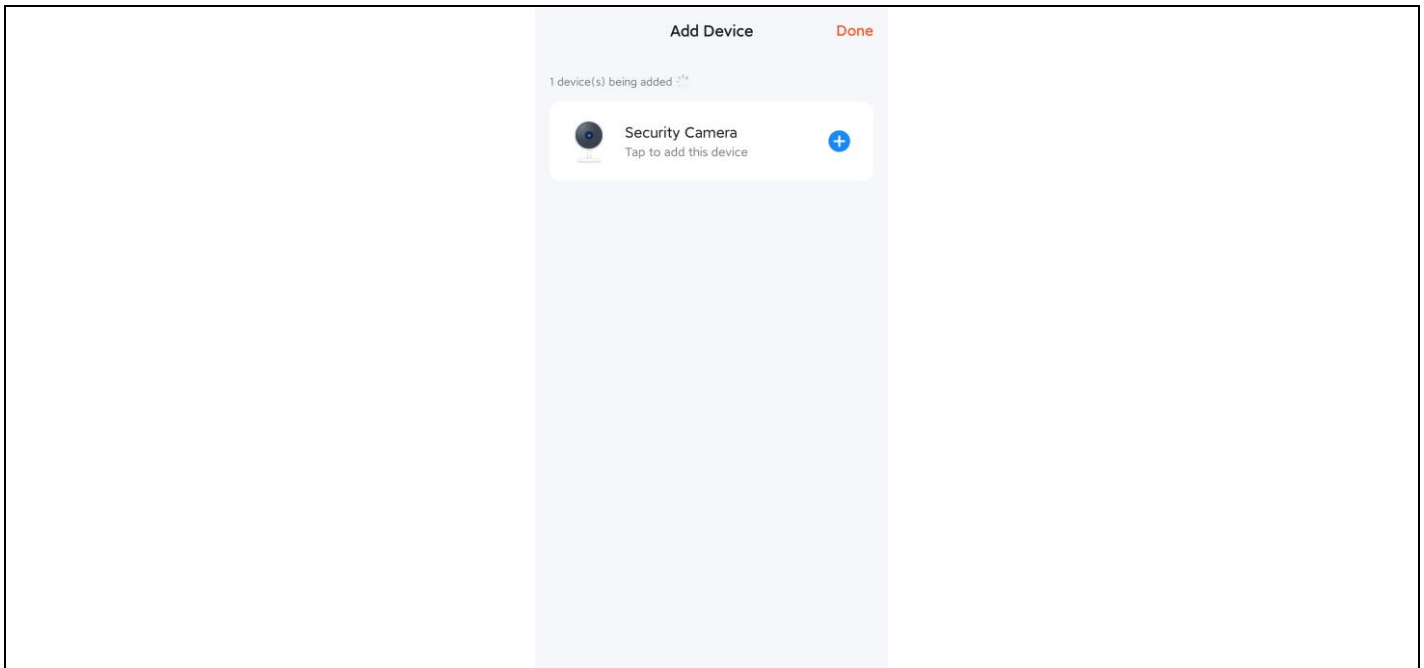 Add Device
Done
1 device(s) being added
Security Camera
Tap to add this device